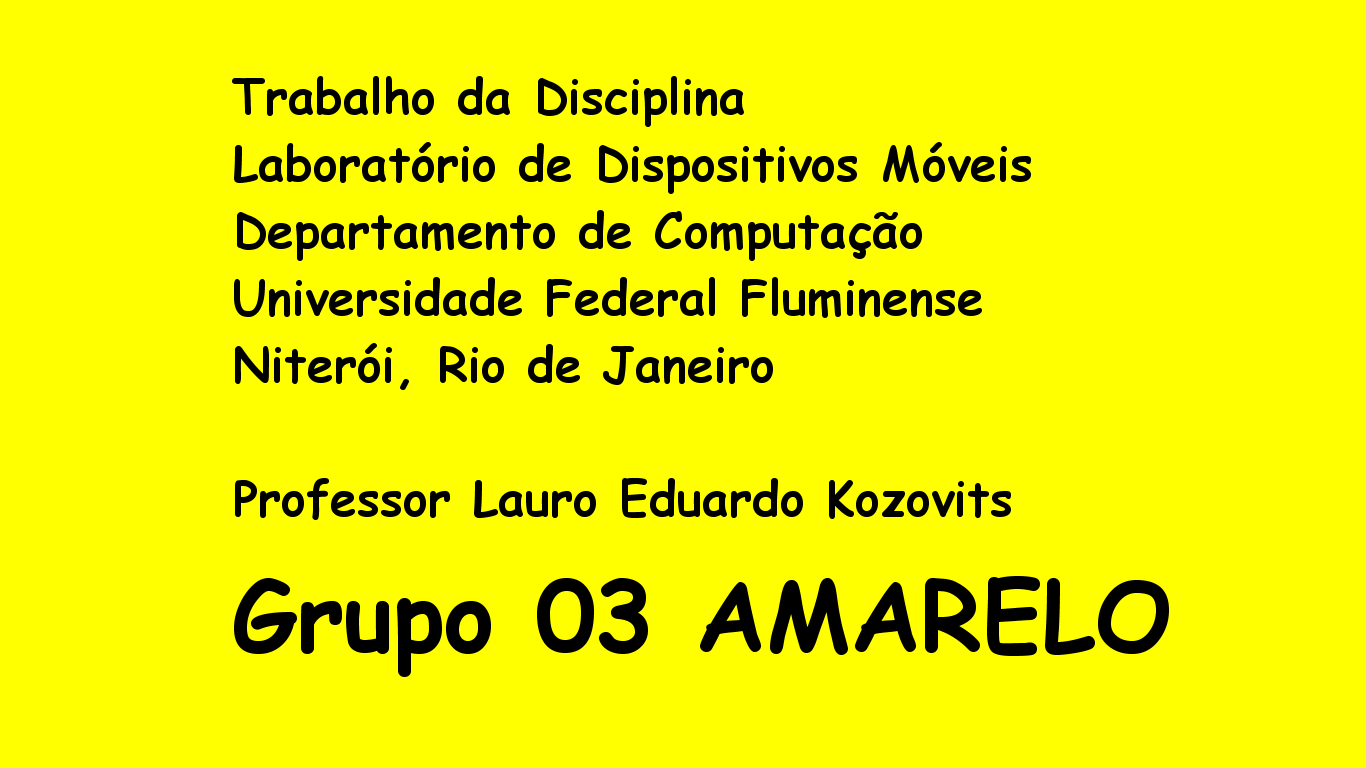 Trabalho da Disciplina
Laboratório de Dispositivos Móveis
Departamento de Computação
Universidade Federal Fluminense
Niterói, Rio de Janeiro
Professor Lauro Eduardo Kozovits
Grupo 03 AMARELO